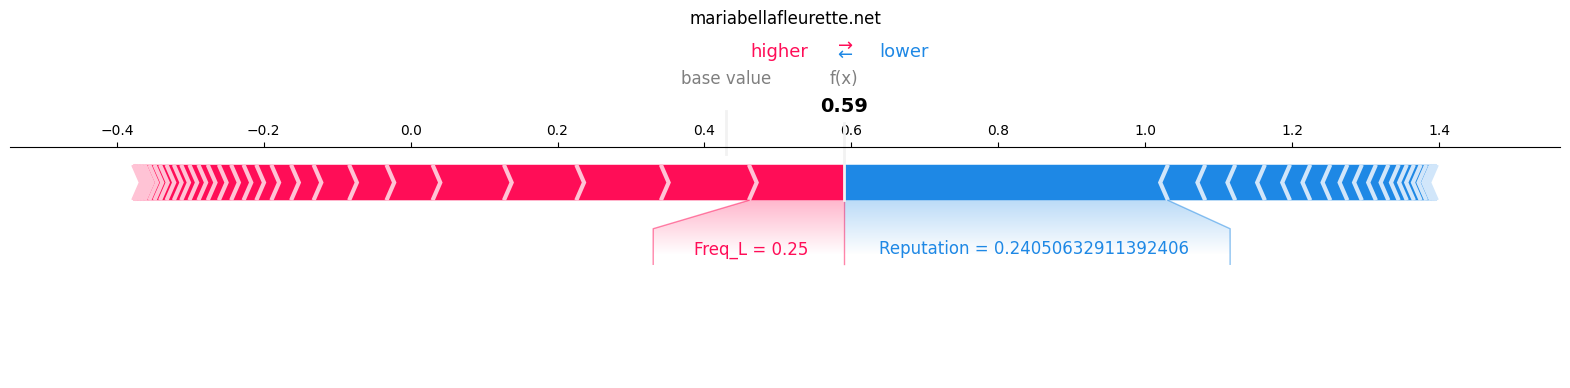 mariabellafleurette.net
higher ⇄ lower
base value f(x)
0.59
−0.4 −0.2 0.0 0.2 0.4 0.6 0.8 1.0 1.2 1.4
Freq_L = 0.25 Reputation = 0.24050632911392406